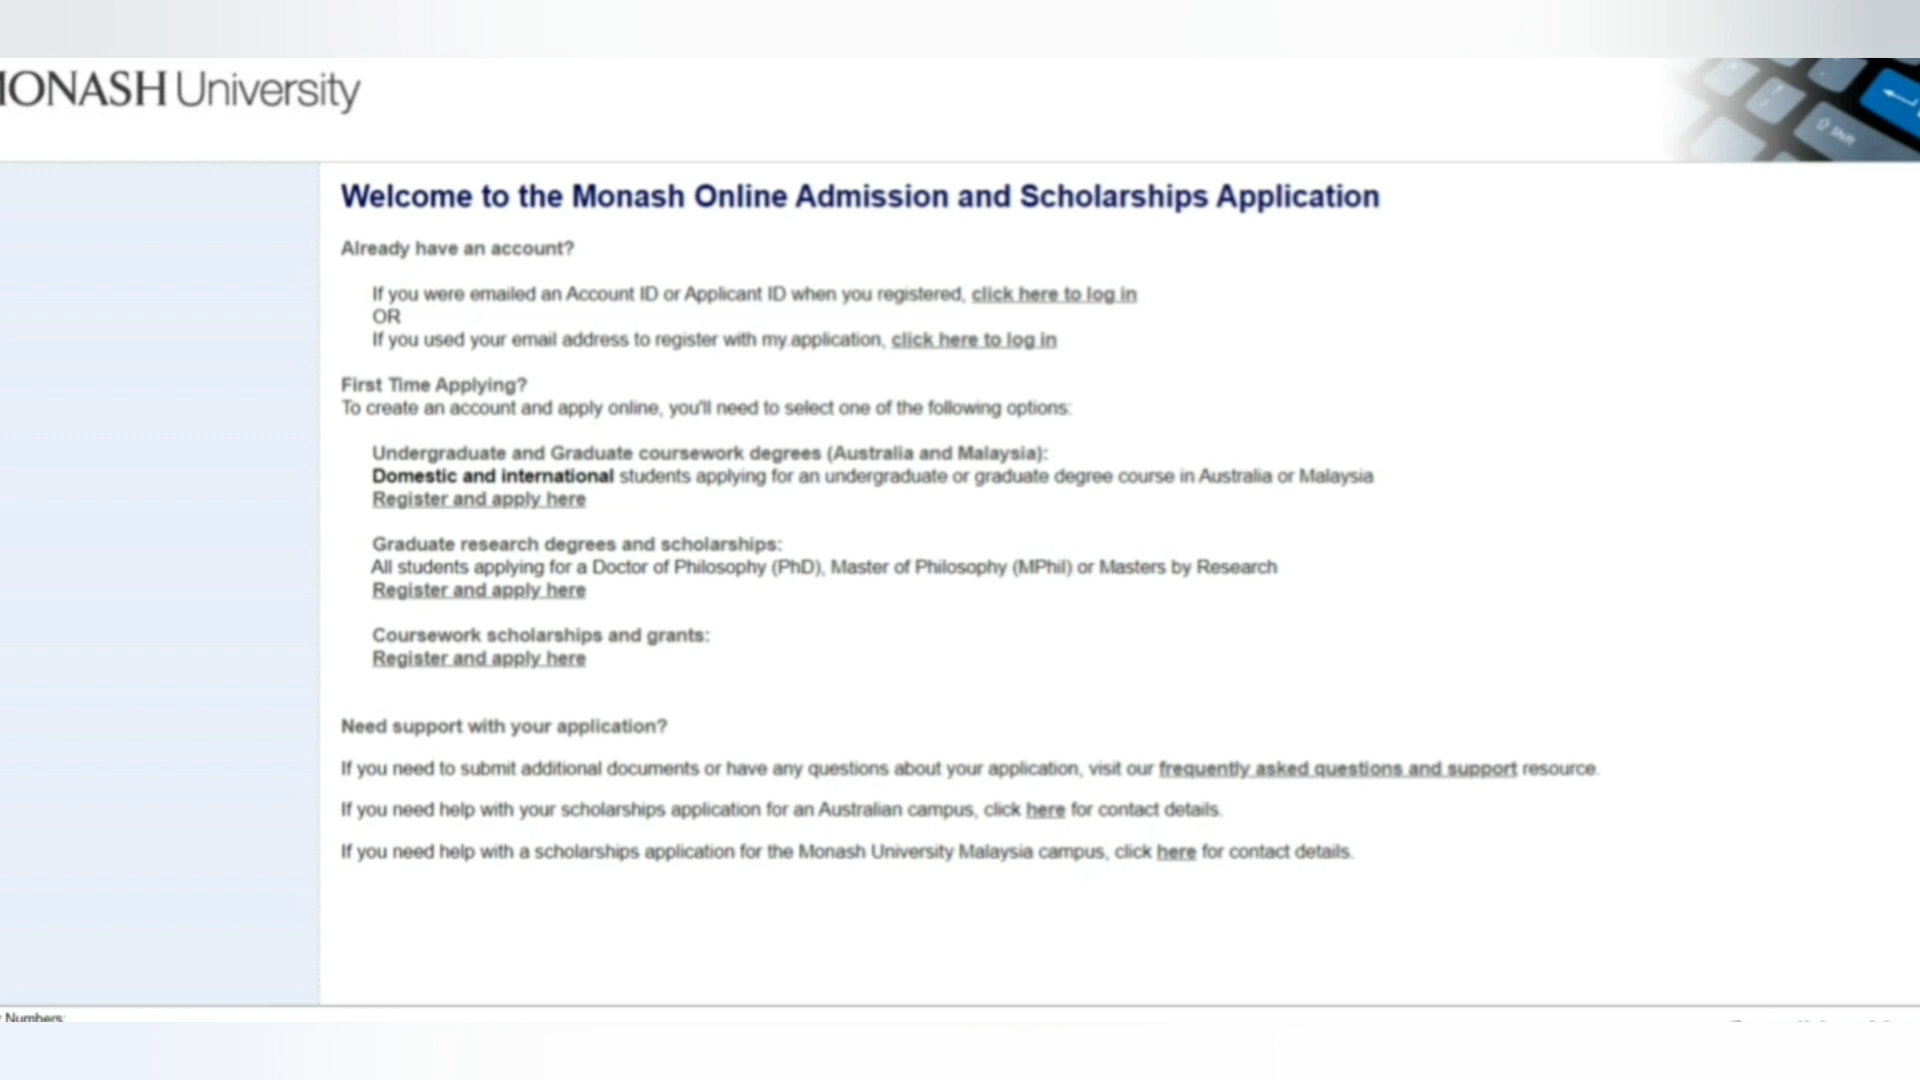 MONASH University
Shift
Welcome to the Monash Online Admission and Scholarships Application
Already have an account?
If you were emailed an Account ID or Applicant ID when you registered, click here to log in
OR
If you used your email address to register with my.application, click here to log in
First Time Applying?
To create an account and apply online, you'll need to select one of the following options:
Undergraduate and Graduate coursework degrees (Australia and Malaysia):
Domestic and international students applying for an undergraduate or graduate degree course in Australia or Malaysia
Register and apply here
Graduate research degrees and scholarships:
All students applying for a Doctor of Philosophy (PhD), Master of Philosophy (MPhil) or Masters by Research
Register and apply here
Coursework scholarships and grants:
Register and apply here
Need support with your application?
If you need to submit additional documents or have any questions about your application, visit our frequently asked questions and support resource.
If you need help with your scholarships application for an Australian campus, click here for contact details.
If you need help with a scholarships application for the Monash University Malaysia campus, click here for contact details.
Numbers: